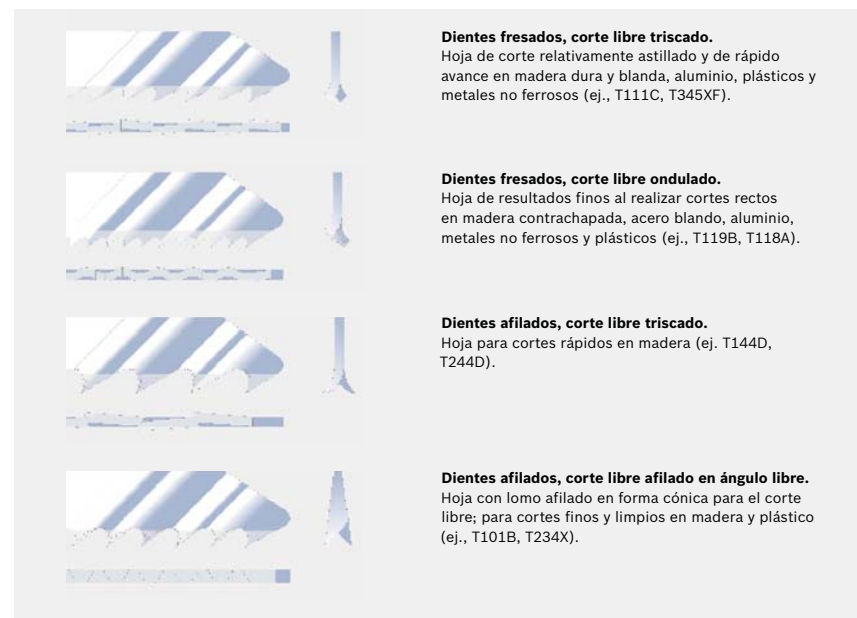 Dientes fresados, corte libre triscado.
Hoja de corte relativamente astillado y de rápido
avance en madera dura y blanda, aluminio, plásticos y
metales no ferrosos (ej., T111C, T345XF).
Dientes fresados, corte libre ondulado.
Hoja de resultados finos al realizar cortes rectos
en madera contrachapada, acero blando, aluminio,
metales no ferrosos y plásticos (ej., T119B, T118A).
Dientes afilados, corte libre triscado.
Hoja para cortes rápidos en madera (ej. T144D,
T244D).
Dientes afilados, corte libre afilado en ángulo libre.
Hoja con lomo afilado en forma cónica para el corte
libre; para cortes finos y limpios en madera y plástico
(ej., T101B, T234X).